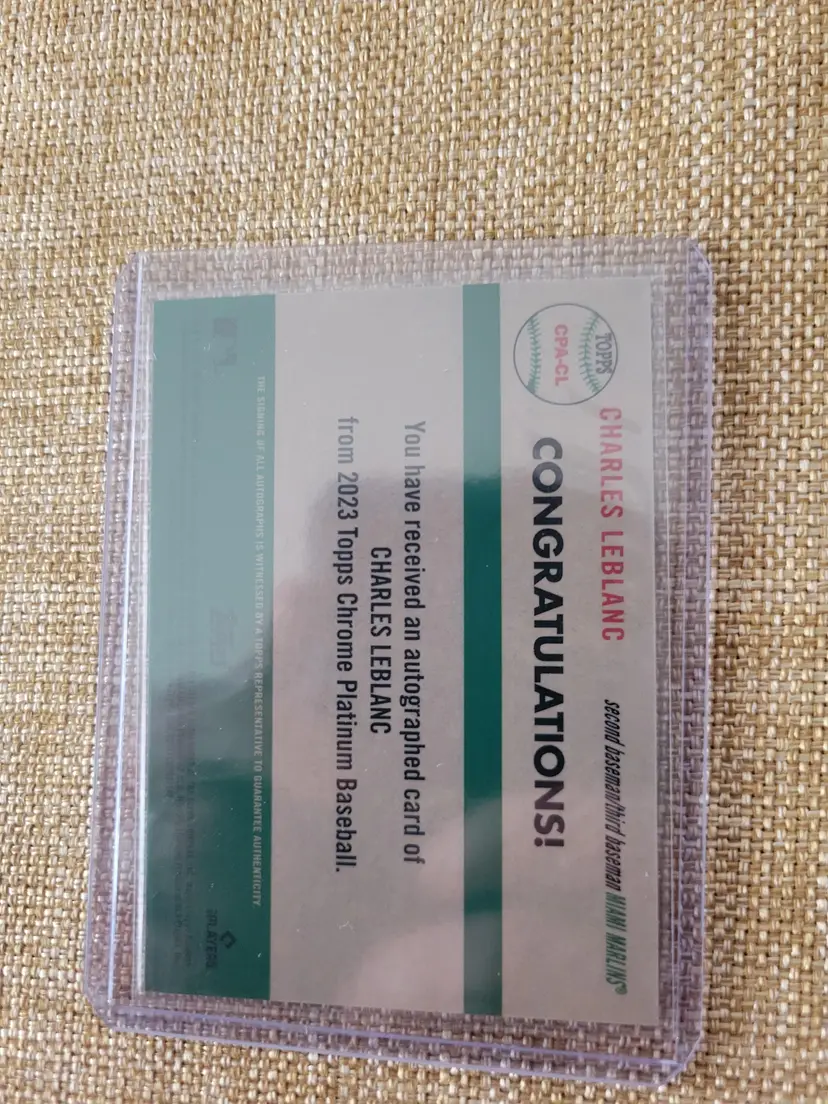 TOPPS
CPA-CL
CHARLES LEBLANC
second baseman/third baseman MIAMI MARLINS®
CONGRATULATIONS!
You have received an autographed card of
CHARLES LEBLANC
from 2023 Topps Chrome Platinum Baseball.
THE SIGNING OF ALL AUTOGRAPHS IS WITNESSED BY A TOPPS REPRESENTATIVE TO GUARANTEE AUTHENTICITY
PLAYERS